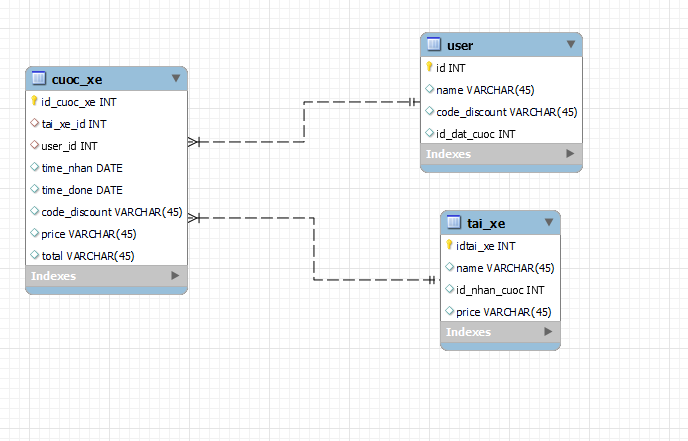 cuoc_xe
id_cuoc_xe INT
tai_xe_id INT
user_id INT
time_nhan DATE
time_done DATE
code_discount VARCHAR(45)
price VARCHAR(45)
total VARCHAR(45)
Indexes
user
id INT
name VARCHAR(45)
code_discount VARCHAR(45)
id_dat_cuoc INT
Indexes
tai_xe
idtai_xe INT
name VARCHAR(45)
id_nhan_cuoc INT
price VARCHAR(45)
Indexes